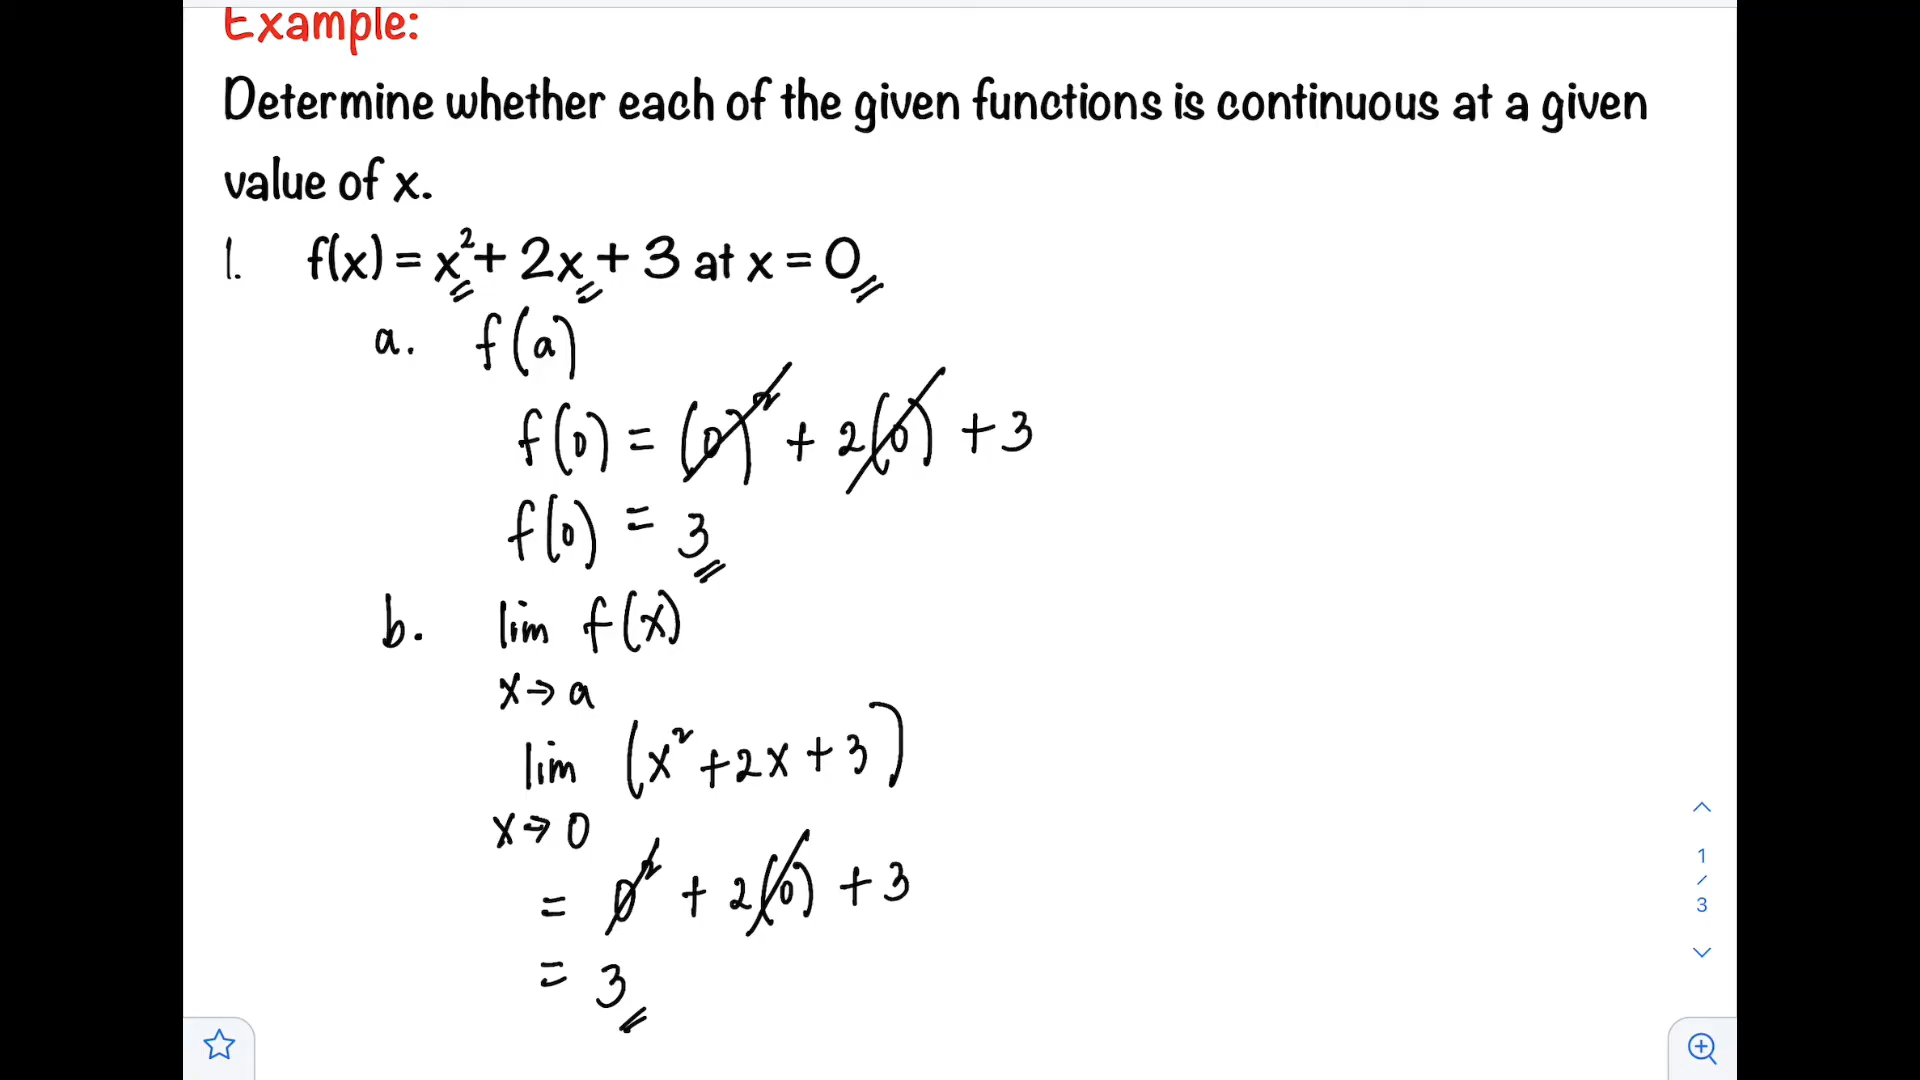 Example:
Determine whether each of the given functions is continuous at a given
value of x.
1. f(x) = x² + 2x + 3 at x = 0
a. f(a)
f(0) = (0)² + 2(0) + 3
f(0) = 3
b. lim f(x)
x→a
lim (x² + 2x + 3)
x→0
= 0² + 2(0) + 3
= 3
1
/
3